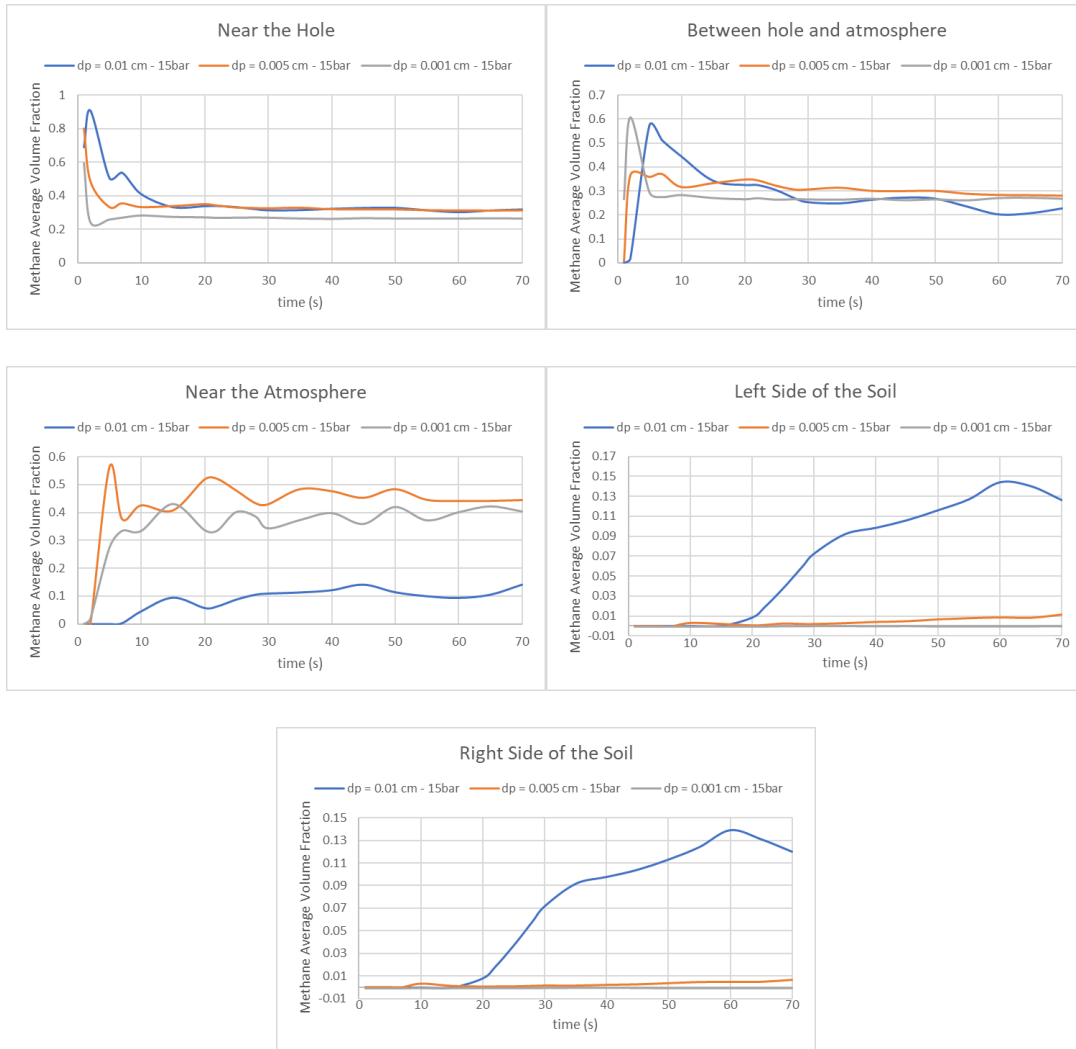 Near the Hole
dp = 0.01 cm - 15bar dp = 0.005 cm - 15bar dp = 0.001 cm - 15bar
Methane Average Volume Fraction
1
0.8
0.6
0.4
0.2
0
0 10 20 30 40 50 60 70
time (s)
Between hole and atmosphere
dp = 0.01 cm - 15bar dp = 0.005 cm - 15bar dp = 0.001 cm - 15bar
Methane Average Volume Fraction
0.7
0.6
0.5
0.4
0.3
0.2
0.1
0
0 10 20 30 40 50 60 70
time (s)
Near the Atmosphere
dp = 0.01 cm - 15bar dp = 0.005 cm - 15bar dp = 0.001 cm - 15bar
Methane Average Volume Fraction
0.6
0.5
0.4
0.3
0.2
0.1
0
0 10 20 30 40 50 60 70
time (s)
Left Side of the Soil
dp = 0.01 cm - 15bar dp = 0.005 cm - 15bar dp = 0.001 cm - 15bar
Methane Average Volume Fraction
0.17
0.15
0.13
0.11
0.09
0.07
0.05
0.03
0.01
-0.01
0 10 20 30 40 50 60 70
time (s)
Right Side of the Soil
dp = 0.01 cm - 15bar dp = 0.005 cm - 15bar dp = 0.001 cm - 15bar
Methane Average Volume Fraction
0.15
0.13
0.11
0.09
0.07
0.05
0.03
0.01
-0.01
0 10 20 30 40 50 60 70
time (s)